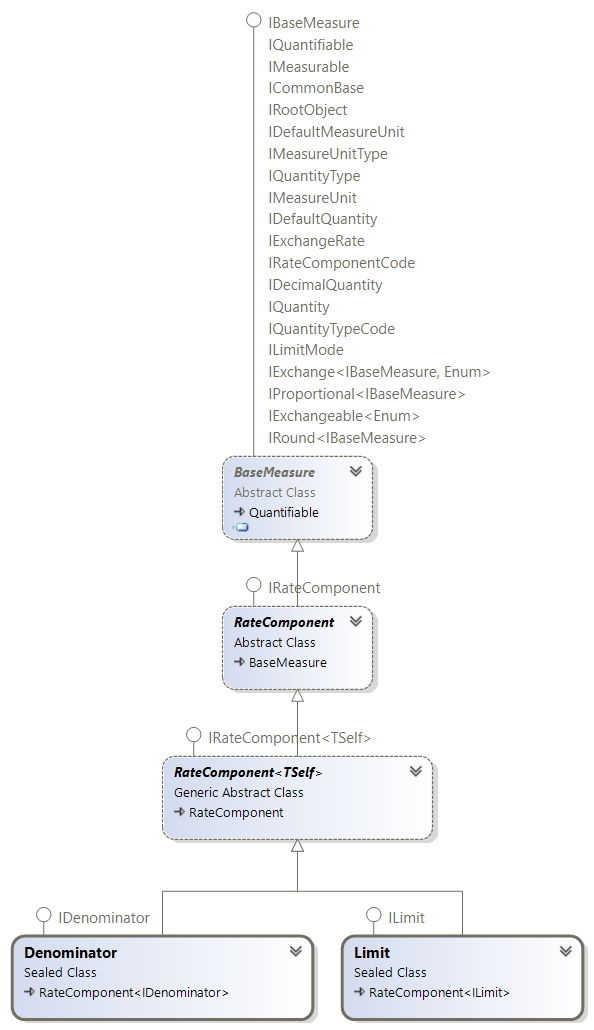 IBaseMeasure
IQuantifiable
IMeasurable
ICommonBase
IRootObject
IDefaultMeasureUnit
IMeasureUnitType
IQuantityType
IMeasureUnit
IDefaultQuantity
IExchangeRate
IRateComponentCode
IDecimalQuantity
IQuantity
IQuantityTypeCode
ILimitMode
IExchange<IBaseMeasure, Enum>
IProportional<IBaseMeasure>
IExchangeable<Enum>
IRound<IBaseMeasure>
BaseMeasure
Abstract Class
Quantifiable
IRateComponent
RateComponent
Abstract Class
BaseMeasure
IRateComponent<TSelf>
RateComponent<TSelf>
Generic Abstract Class
RateComponent
IDenominator
Denominator
Sealed Class
RateComponent<IDenominator>
ILimit
Limit
Sealed Class
RateComponent<ILimit>